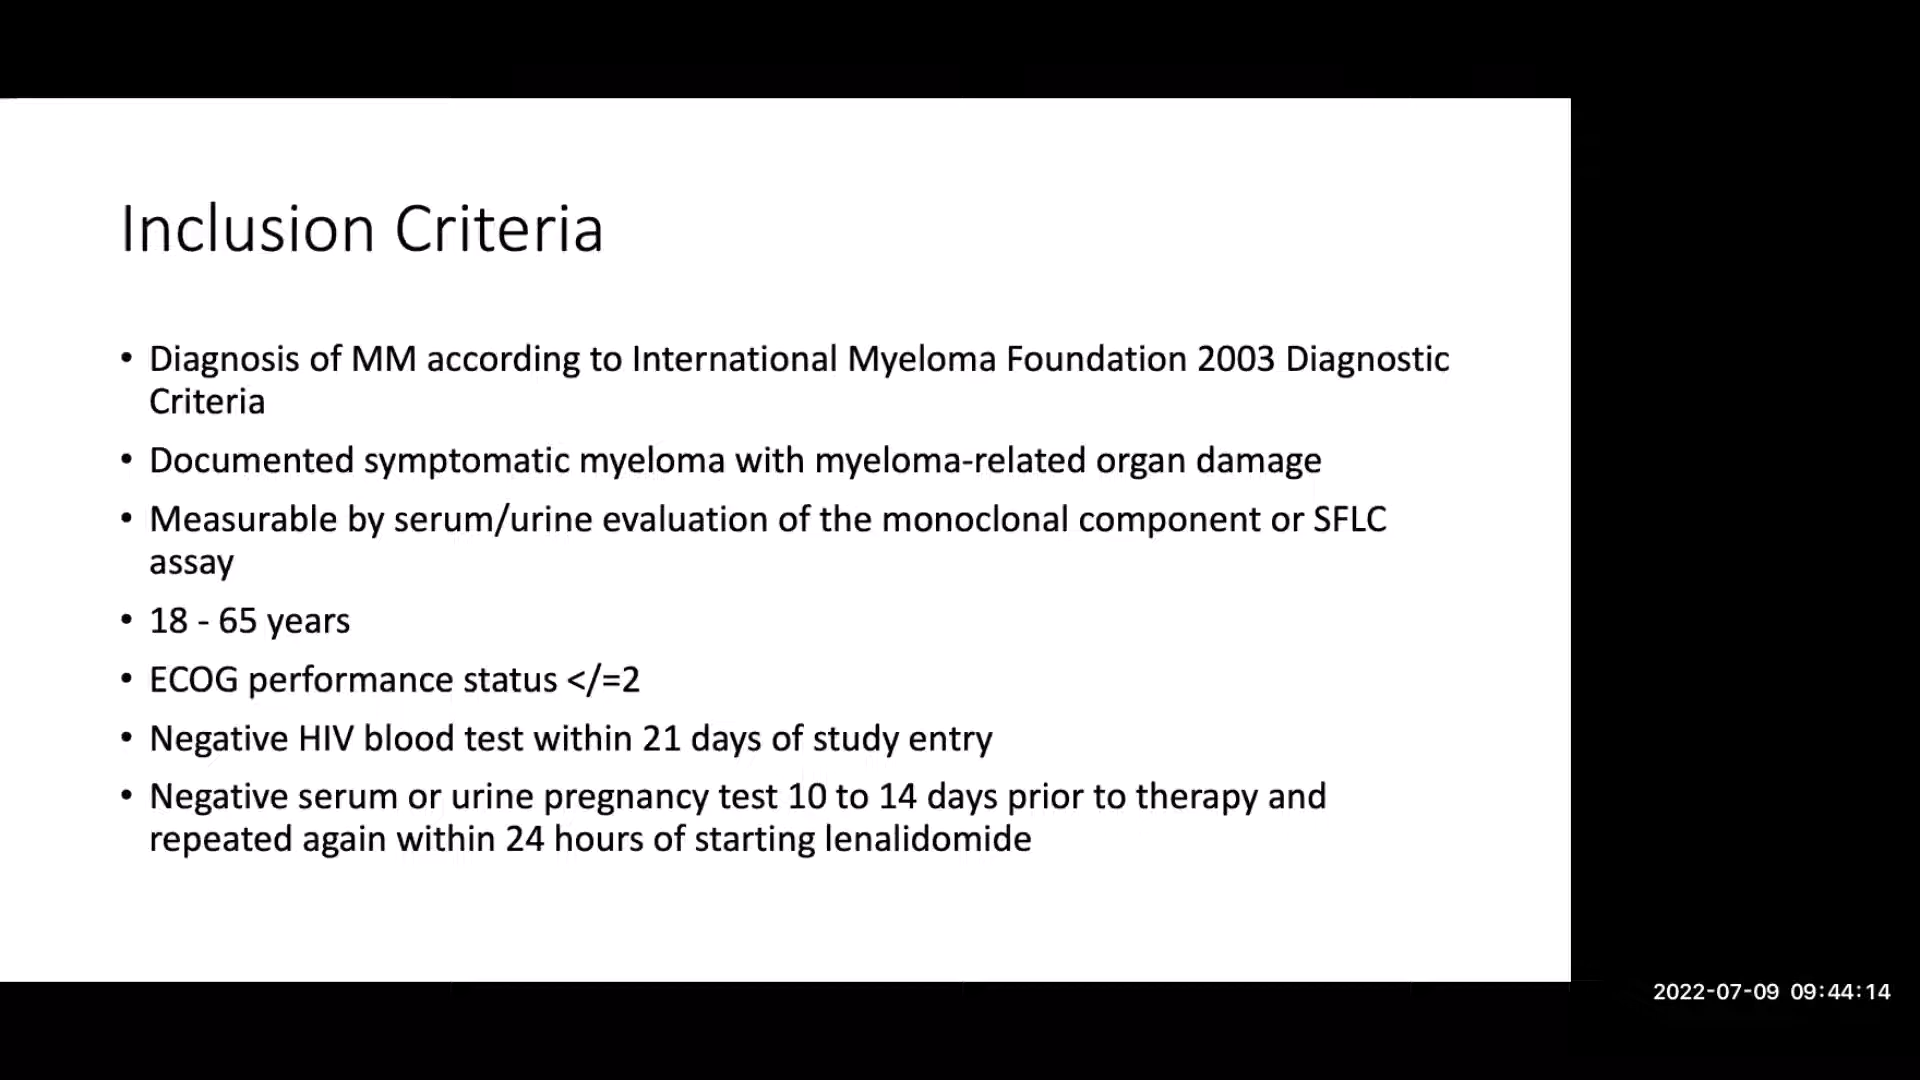 Inclusion Criteria
• Diagnosis of MM according to International Myeloma Foundation 2003 Diagnostic
Criteria
• Documented symptomatic myeloma with myeloma-related organ damage
• Measurable by serum/urine evaluation of the monoclonal component or SFLC
assay
• 18 - 65 years
• ECOG performance status </=2
• Negative HIV blood test within 21 days of study entry
• Negative serum or urine pregnancy test 10 to 14 days prior to therapy and
repeated again within 24 hours of starting lenalidomide
2022-07-09 09:44:14